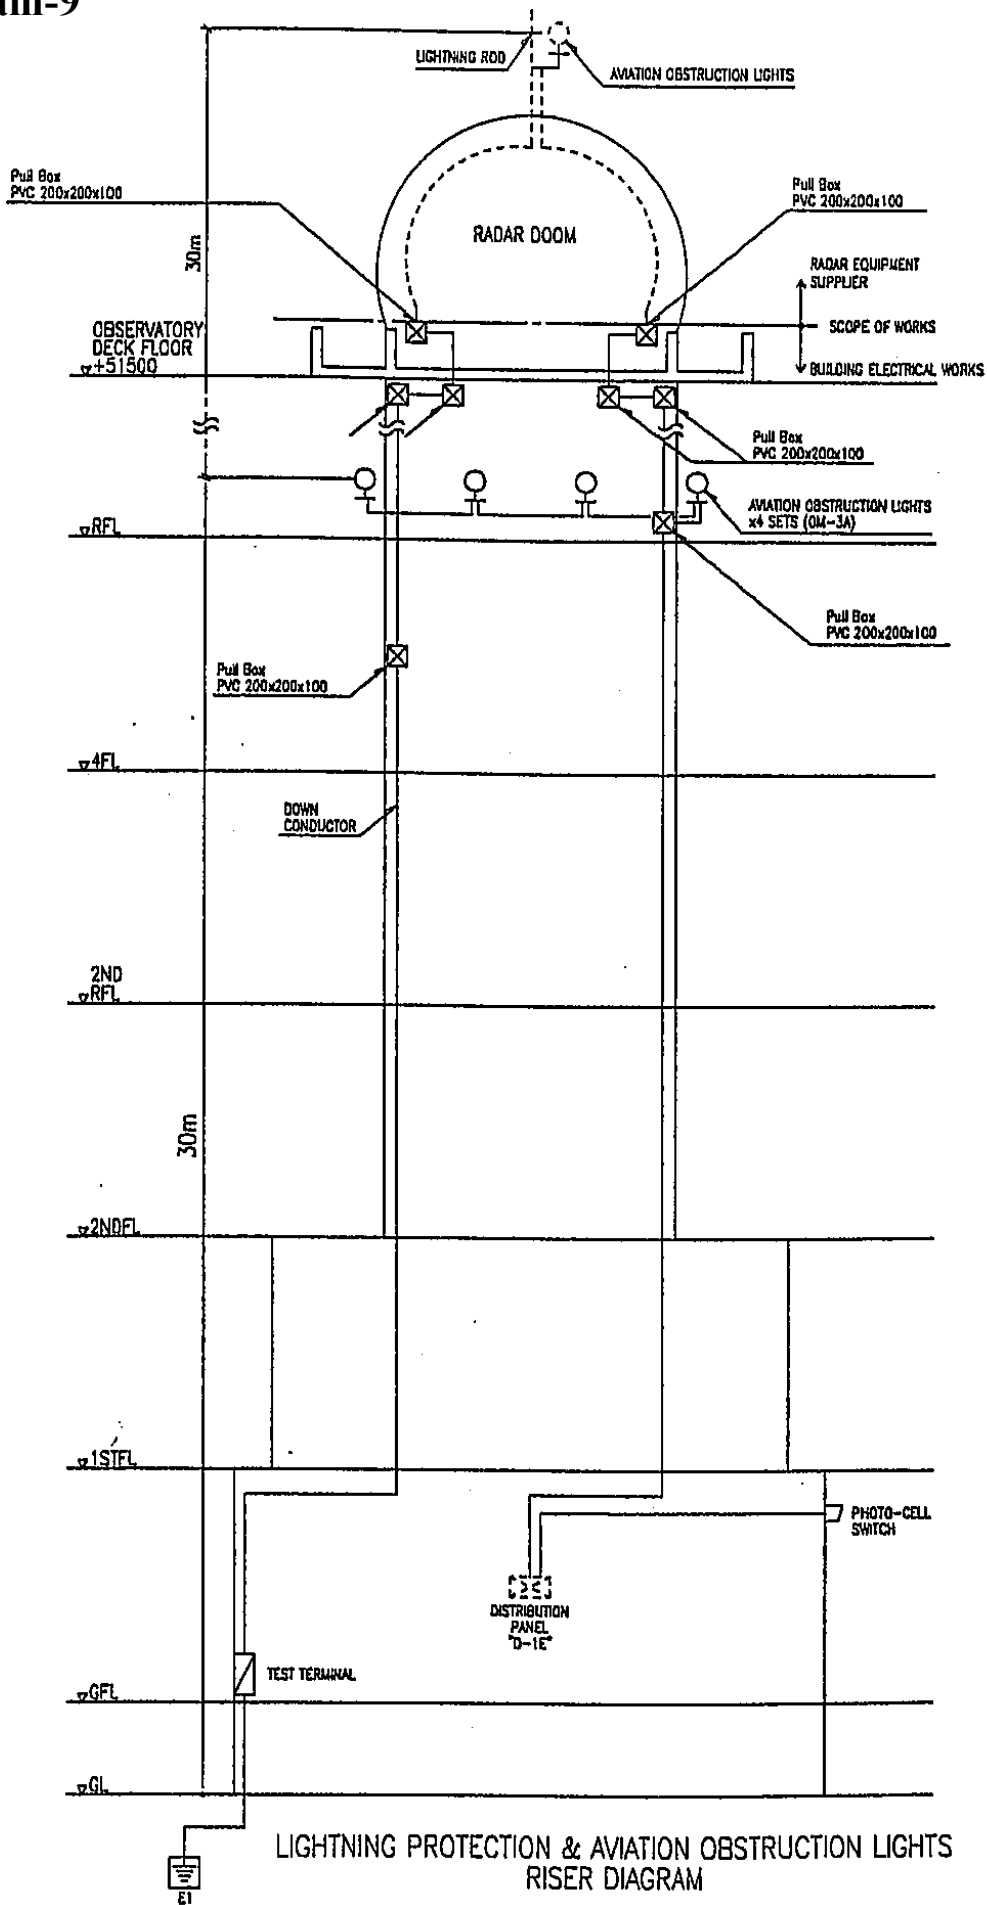 LIGHTNING ROD
AVIATION OBSTRUCTION LIGHTS
Pull Box
PVC 200x200x100
Pull Box
PVC 200x200x100
RADAR DOOM
30m
RADAR EQUIPMENT
SUPPLIER
SCOPE OF WORKS
BUILDING ELECTRICAL WORKS
OBSERVATORY
DECK FLOOR
+51500
Pull Box
PVC 200x200x100
AVIATION OBSTRUCTION LIGHTS
x4 SETS (OM-3A)
RFL
Pull Box
PVC 200x200x100
Pull Box
PVC 200x200x100
4FL
DOWN
CONDUCTOR
2ND
RFL
30m
2NDFL
1STFL
PHOTO-CELL
SWITCH
DISTRIBUTION
PANEL
"D-1E"
TEST TERMINAL
GFL
GL
E1
LIGHTNING PROTECTION & AVIATION OBSTRUCTION LIGHTS
RISER DIAGRAM